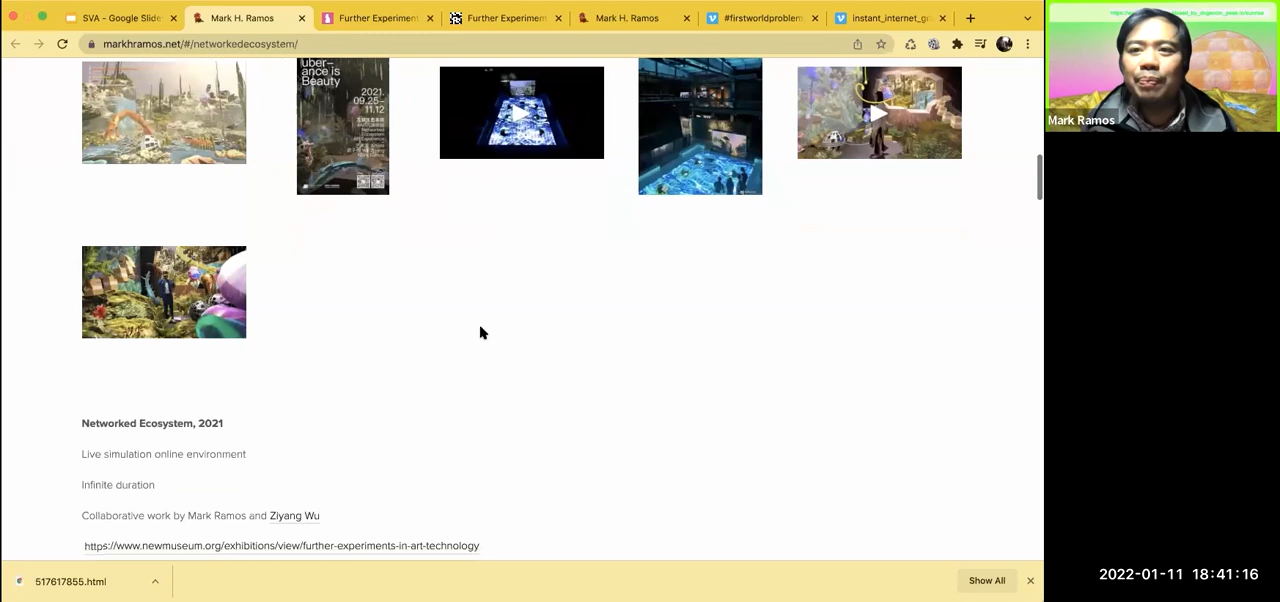 SVA - Google Slide
Mark H. Ramos
Further Experiment
Further Experiment
Mark H. Ramos
#firstworldproblem
instant_internet_gr
markhramos.net/#/networkedecosystem/
uber-
ance is
Beauty
2021.
09.25–
11.12
Mark Ramos
Networked Ecosystem, 2021
Live simulation online environment
Infinite duration
Collaborative work by Mark Ramos and Ziyang Wu
https://www.newmuseum.org/exhibitions/view/further-experiments-in-art-technology
517617855.html
Show All
2022-01-11 18:41:16